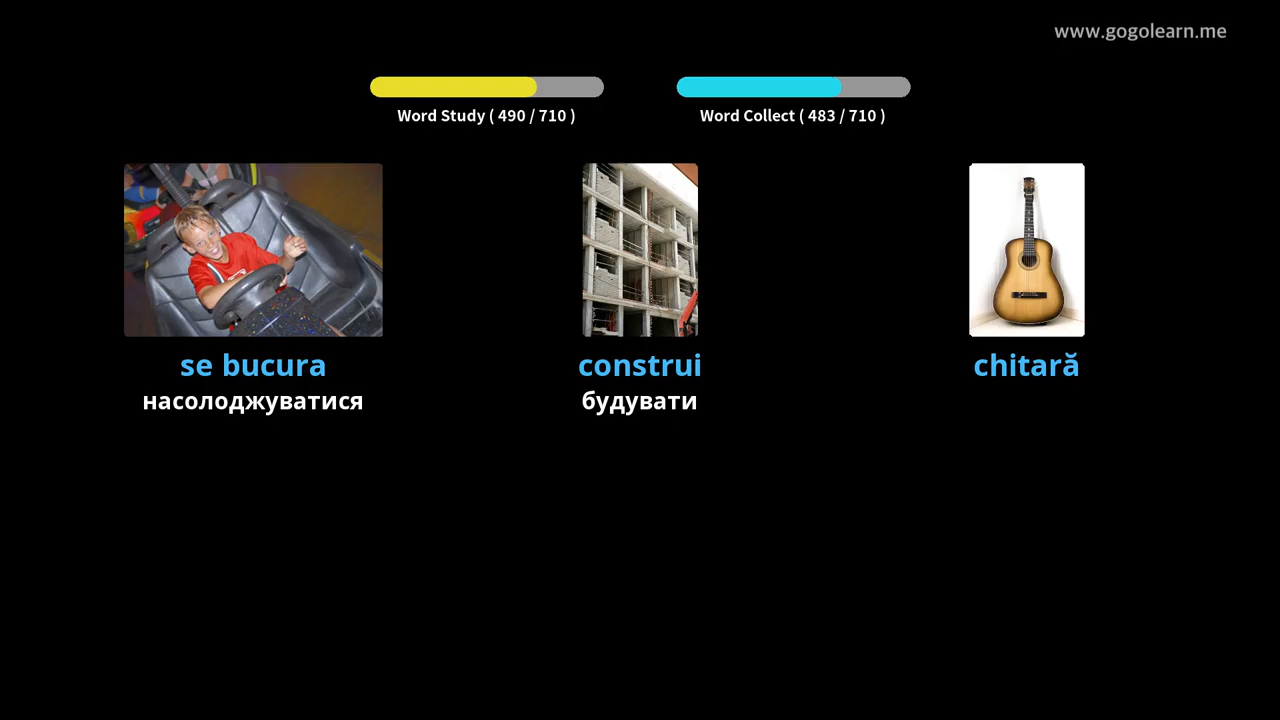 www.gogolearn.me
Word Study ( 490 / 710 )
Word Collect ( 483 / 710 )
se bucura
насолоджуватися
construi
будувати
chitară